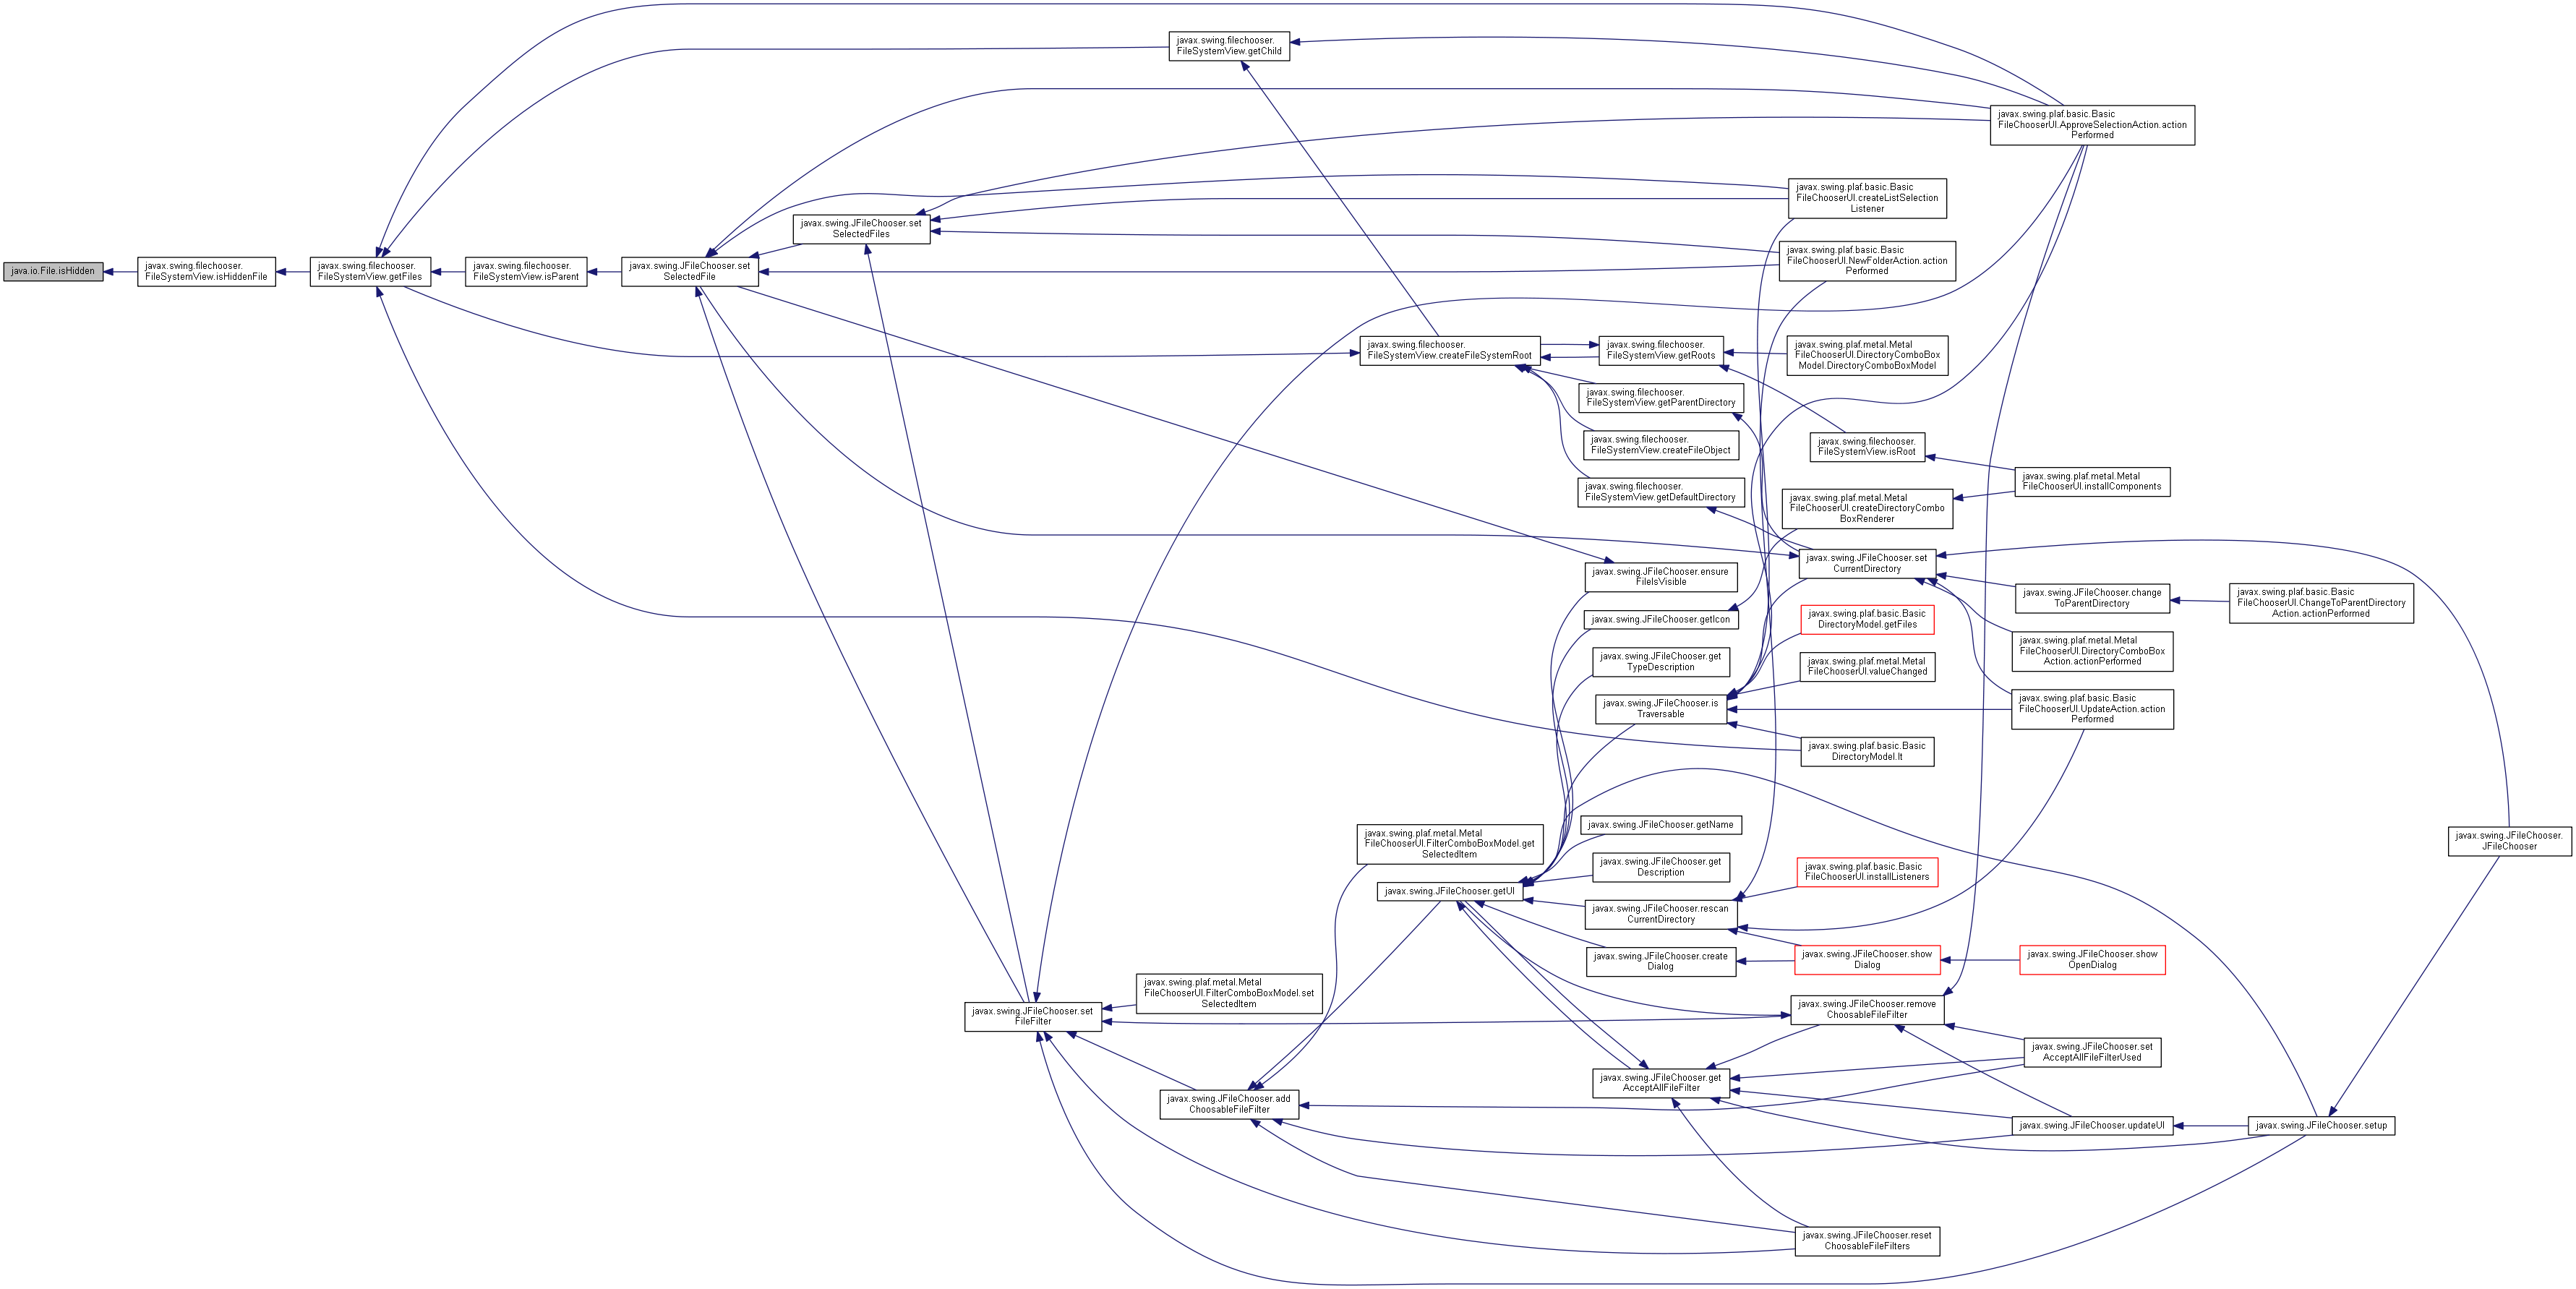 java.io.File.isHidden
javax.swing.filechooser.
FileSystemView.isHiddenFile
javax.swing.filechooser.
FileSystemView.getFiles
javax.swing.filechooser.
FileSystemView.isParent
javax.swing.JFileChooser.set
SelectedFile
javax.swing.JFileChooser.set
SelectedFiles
javax.swing.filechooser.
FileSystemView.getChild
javax.swing.plaf.basic.Basic
FileChooserUI.ApproveSelectionAction.action
Performed
javax.swing.plaf.basic.Basic
FileChooserUI.createListSelection
Listener
javax.swing.plaf.basic.Basic
FileChooserUI.NewFolderAction.action
Performed
javax.swing.filechooser.
FileSystemView.createFileSystemRoot
javax.swing.filechooser.
FileSystemView.getRoots
javax.swing.plaf.metal.Metal
FileChooserUI.DirectoryComboBox
Model.DirectoryComboBoxModel
javax.swing.filechooser.
FileSystemView.getParentDirectory
javax.swing.filechooser.
FileSystemView.createFileObject
javax.swing.filechooser.
FileSystemView.isRoot
javax.swing.filechooser.
FileSystemView.getDefaultDirectory
javax.swing.plaf.metal.Metal
FileChooserUI.installComponents
javax.swing.plaf.metal.Metal
FileChooserUI.createDirectoryCombo
BoxRenderer
javax.swing.JFileChooser.set
CurrentDirectory
javax.swing.JFileChooser.ensure
FileIsVisible
javax.swing.JFileChooser.change
ToParentDirectory
javax.swing.plaf.basic.Basic
FileChooserUI.ChangeToParentDirectory
Action.actionPerformed
javax.swing.JFileChooser.getIcon
javax.swing.plaf.basic.Basic
DirectoryModel.getFiles
javax.swing.plaf.metal.Metal
FileChooserUI.DirectoryComboBox
Action.actionPerformed
javax.swing.JFileChooser.get
TypeDescription
javax.swing.plaf.metal.Metal
FileChooserUI.valueChanged
javax.swing.JFileChooser.is
Traversable
javax.swing.plaf.basic.Basic
FileChooserUI.UpdateAction.action
Performed
javax.swing.plaf.basic.Basic
DirectoryModel.lt
javax.swing.JFileChooser.getName
javax.swing.plaf.metal.Metal
FileChooserUI.FilterComboBoxModel.get
SelectedItem
javax.swing.JFileChooser.
JFileChooser
javax.swing.JFileChooser.get
Description
javax.swing.plaf.basic.Basic
FileChooserUI.installListeners
javax.swing.JFileChooser.getUI
javax.swing.JFileChooser.rescan
CurrentDirectory
javax.swing.JFileChooser.create
Dialog
javax.swing.JFileChooser.show
Dialog
javax.swing.JFileChooser.show
OpenDialog
javax.swing.plaf.metal.Metal
FileChooserUI.FilterComboBoxModel.set
SelectedItem
javax.swing.JFileChooser.set
FileFilter
javax.swing.JFileChooser.remove
ChoosableFileFilter
javax.swing.JFileChooser.set
AcceptAllFileFilterUsed
javax.swing.JFileChooser.get
AcceptAllFileFilter
javax.swing.JFileChooser.add
ChoosableFileFilter
javax.swing.JFileChooser.updateUI
javax.swing.JFileChooser.setup
javax.swing.JFileChooser.reset
ChoosableFileFilters